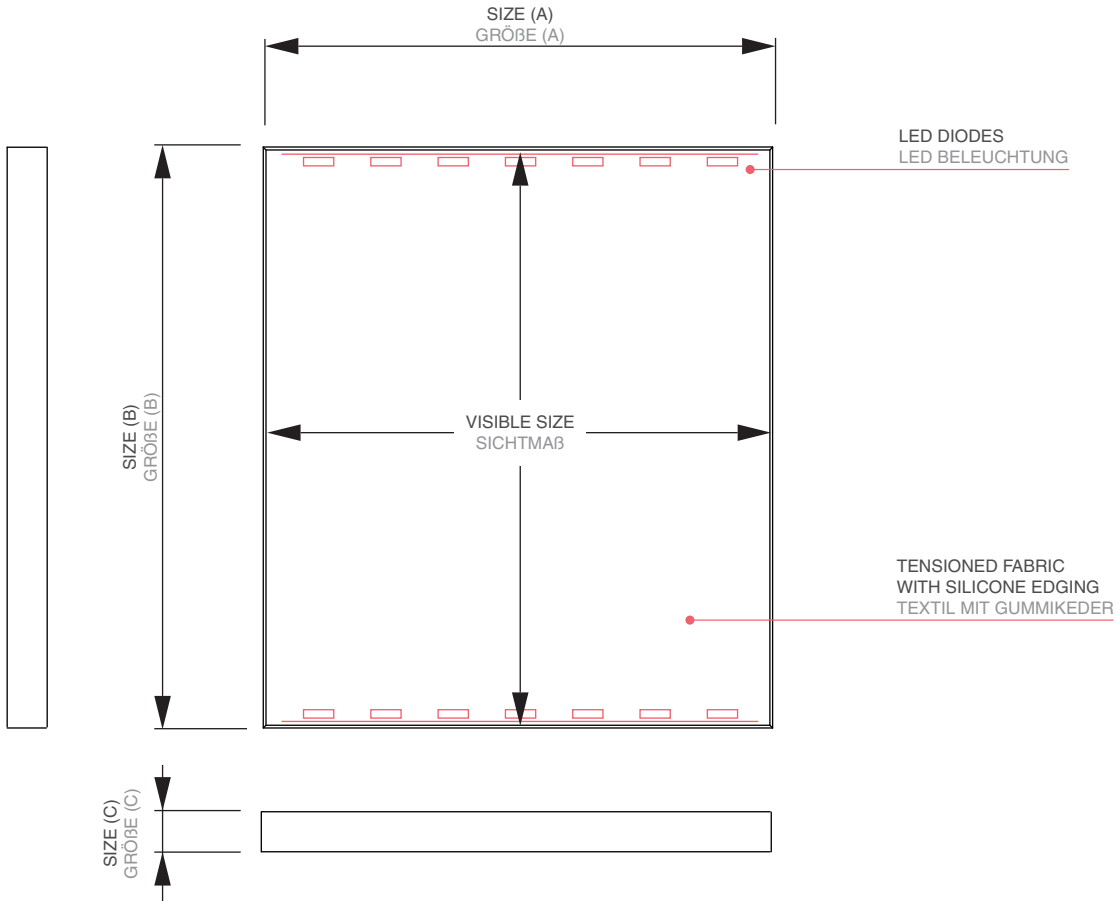 SIZE (A)
GRÖßE (A)
LED DIODES
LED BELEUCHTUNG
SIZE (B)
GRÖßE (B)
VISIBLE SIZE
SICHTMAß
TENSIONED FABRIC
WITH SILICONE EDGING
TEXTIL MIT GUMMIKEDER
SIZE (C)
GRÖßE (C)